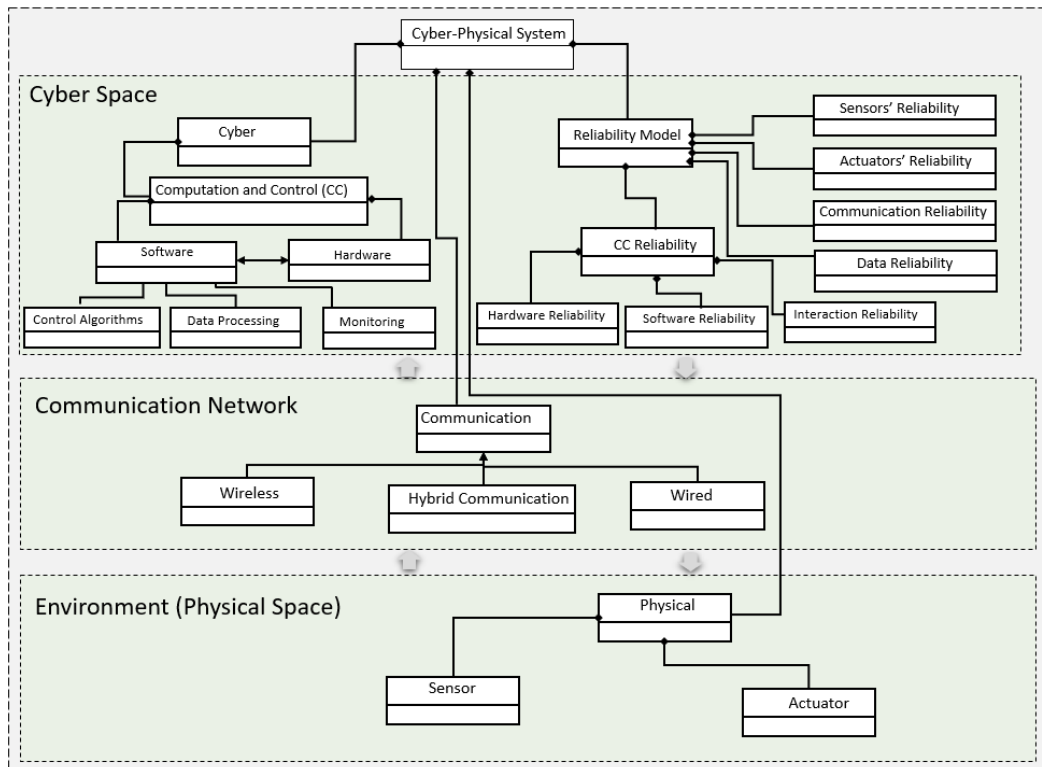 Cyber-Physical System
Cyber Space
Cyber
Computation and Control (CC)
Software
Hardware
Control Algorithms
Data Processing
Monitoring
Reliability Model
Sensors' Reliability
Actuators' Reliability
Communication Reliability
Data Reliability
CC Reliability
Hardware Reliability
Software Reliability
Interaction Reliability
Communication Network
Communication
Wireless
Hybrid Communication
Wired
Environment (Physical Space)
Physical
Sensor
Actuator